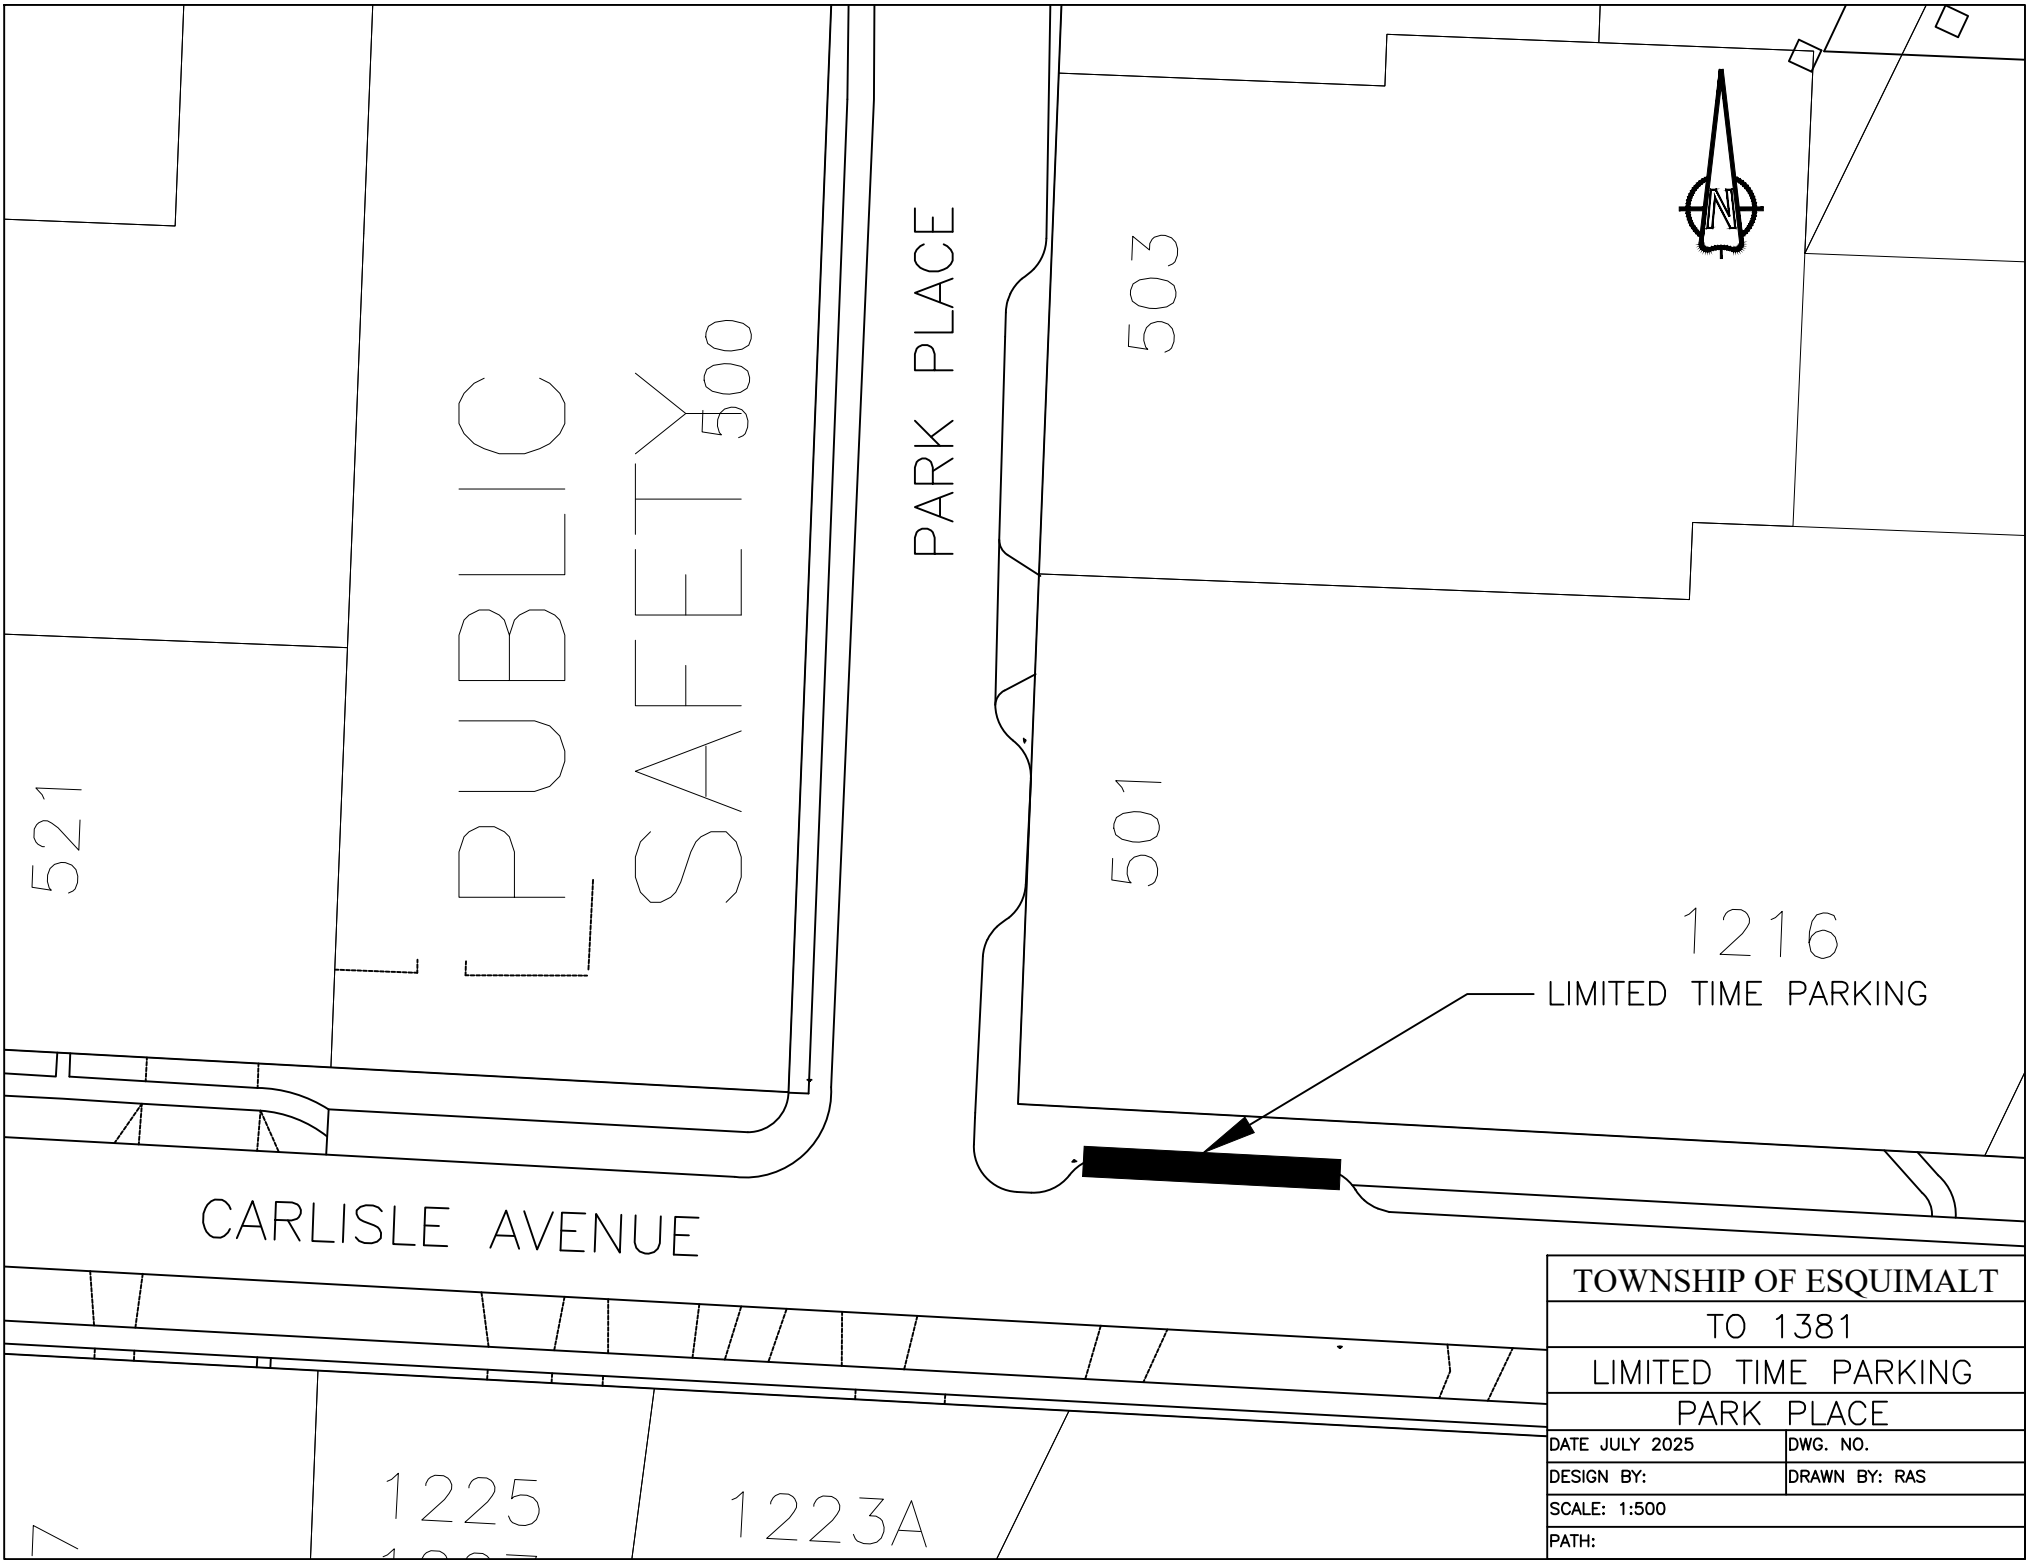 PARK PLACE
N
503
PUBLIC
SAFETY
500
521
501
1216
LIMITED TIME PARKING
CARLISLE AVENUE
TOWNSHIP OF ESQUIMALT
TO 1381
LIMITED TIME PARKING
PARK PLACE
DATE JULY 2025
DWG. NO.
DESIGN BY:
DRAWN BY: RAS
SCALE: 1:500
PATH:
1225
1223A
7